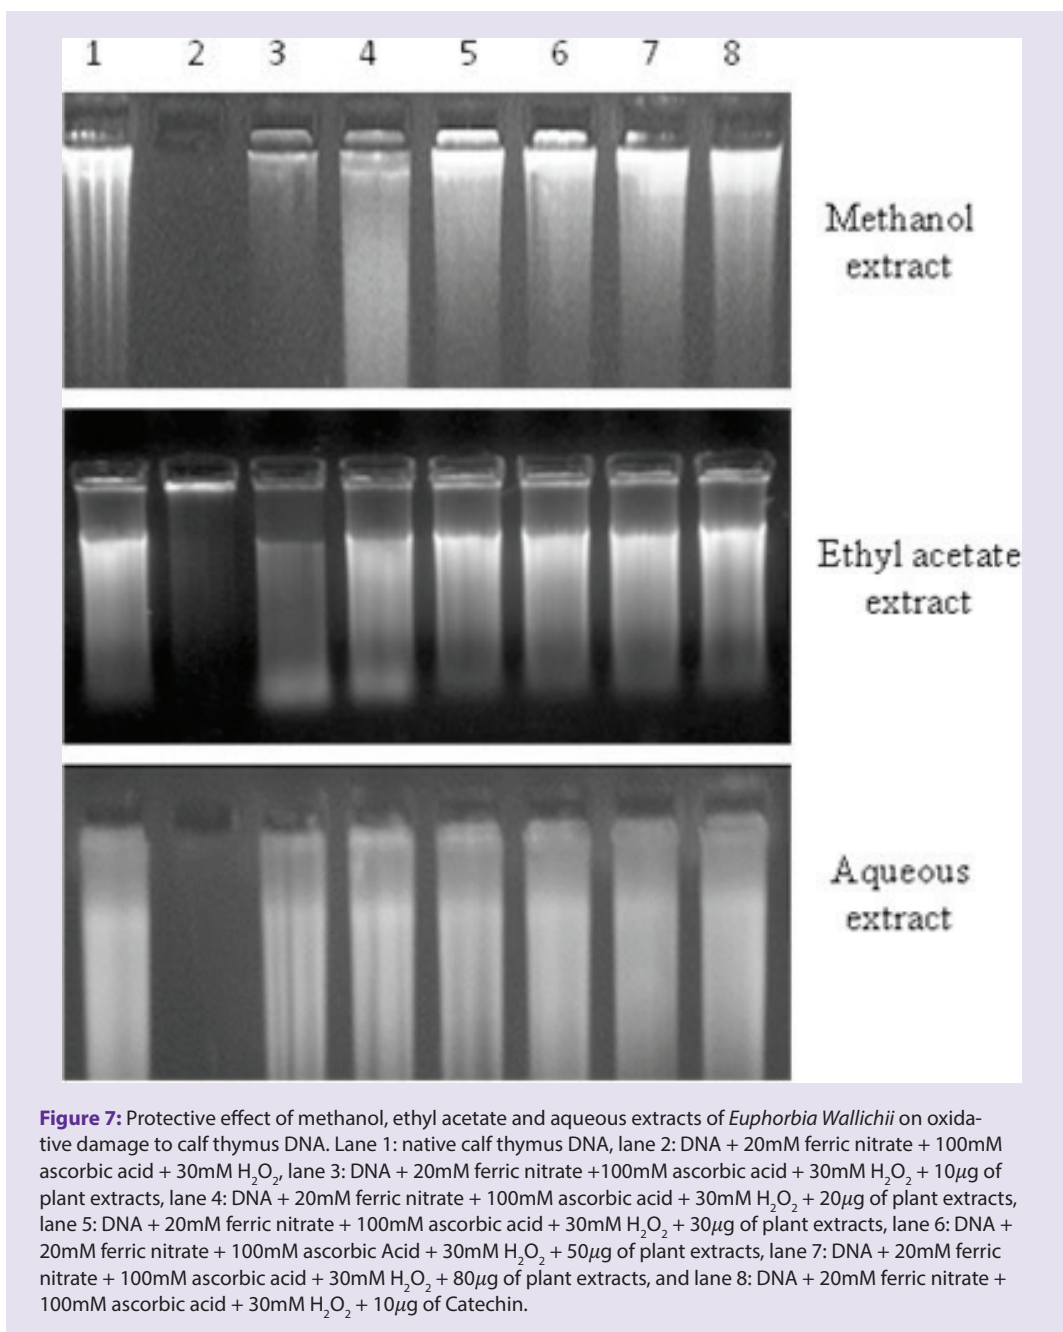 1 2 3 4 5 6 7 8
Methanol
extract
Ethyl acetate
extract
Aqueous
extract
Figure 7: Protective effect of methanol, ethyl acetate and aqueous extracts of Euphorbia Wallichii on oxida-
tive damage to calf thymus DNA. Lane 1: native calf thymus DNA, lane 2: DNA + 20mM ferric nitrate + 100mM
ascorbic acid + 30mM H₂O₂, lane 3: DNA + 20mM ferric nitrate +100mM ascorbic acid + 30mM H₂O₂ + 10μg of
plant extracts, lane 4: DNA + 20mM ferric nitrate + 100mM ascorbic acid + 30mM H₂O₂ + 20μg of plant extracts,
lane 5: DNA + 20mM ferric nitrate + 100mM ascorbic acid + 30mM H₂O₂ + 30μg of plant extracts, lane 6: DNA +
20mM ferric nitrate + 100mM ascorbic Acid + 30mM H₂O₂ + 50μg of plant extracts, lane 7: DNA + 20mM ferric
nitrate + 100mM ascorbic acid + 30mM H₂O₂ + 80μg of plant extracts, and lane 8: DNA + 20mM ferric nitrate +
100mM ascorbic acid + 30mM H₂O₂ + 10μg of Catechin.